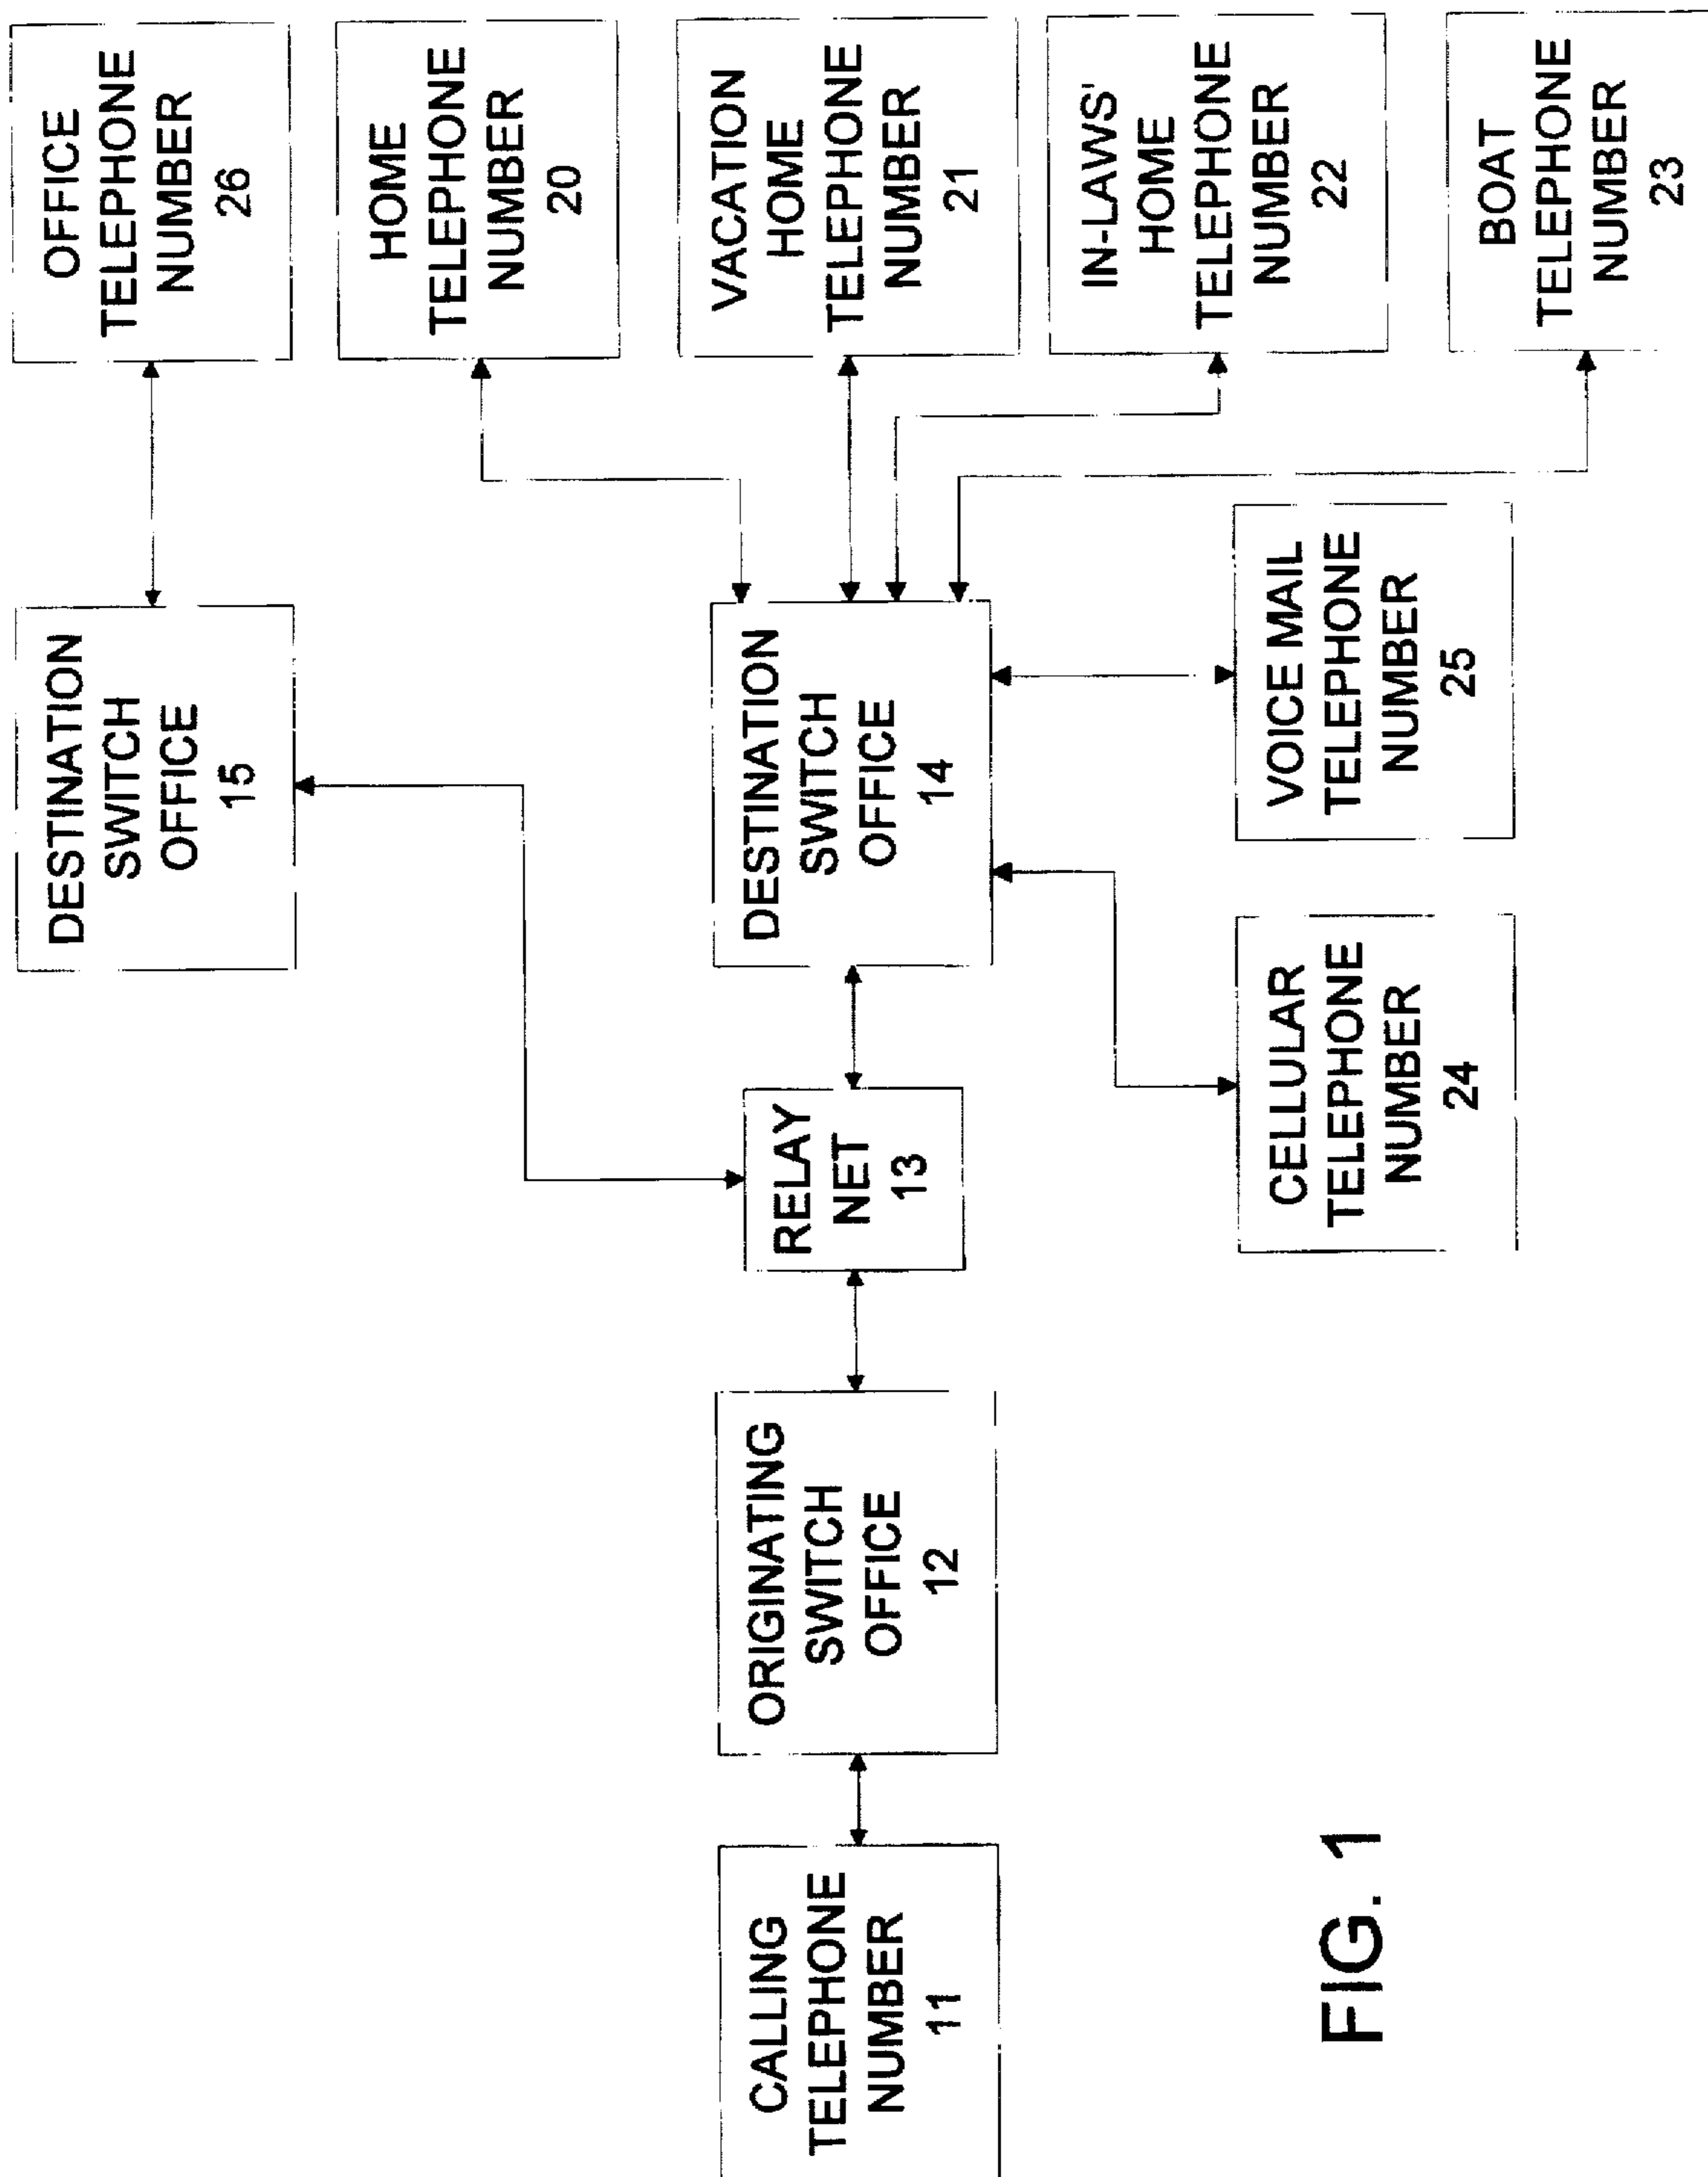 CALLING
TELEPHONE
NUMBER
11
ORIGINATING
SWITCH
OFFICE
12
RELAY
NET
13
DESTINATION
SWITCH
OFFICE
15
DESTINATION
SWITCH
OFFICE
14
CELLULAR
TELEPHONE
NUMBER
24
VOICE MAIL
TELEPHONE
NUMBER
25
OFFICE
TELEPHONE
NUMBER
26
HOME
TELEPHONE
NUMBER
20
VACATION
HOME
TELEPHONE
NUMBER
21
IN-LAWS'
HOME
TELEPHONE
NUMBER
22
BOAT
TELEPHONE
NUMBER
23
FIG. 1